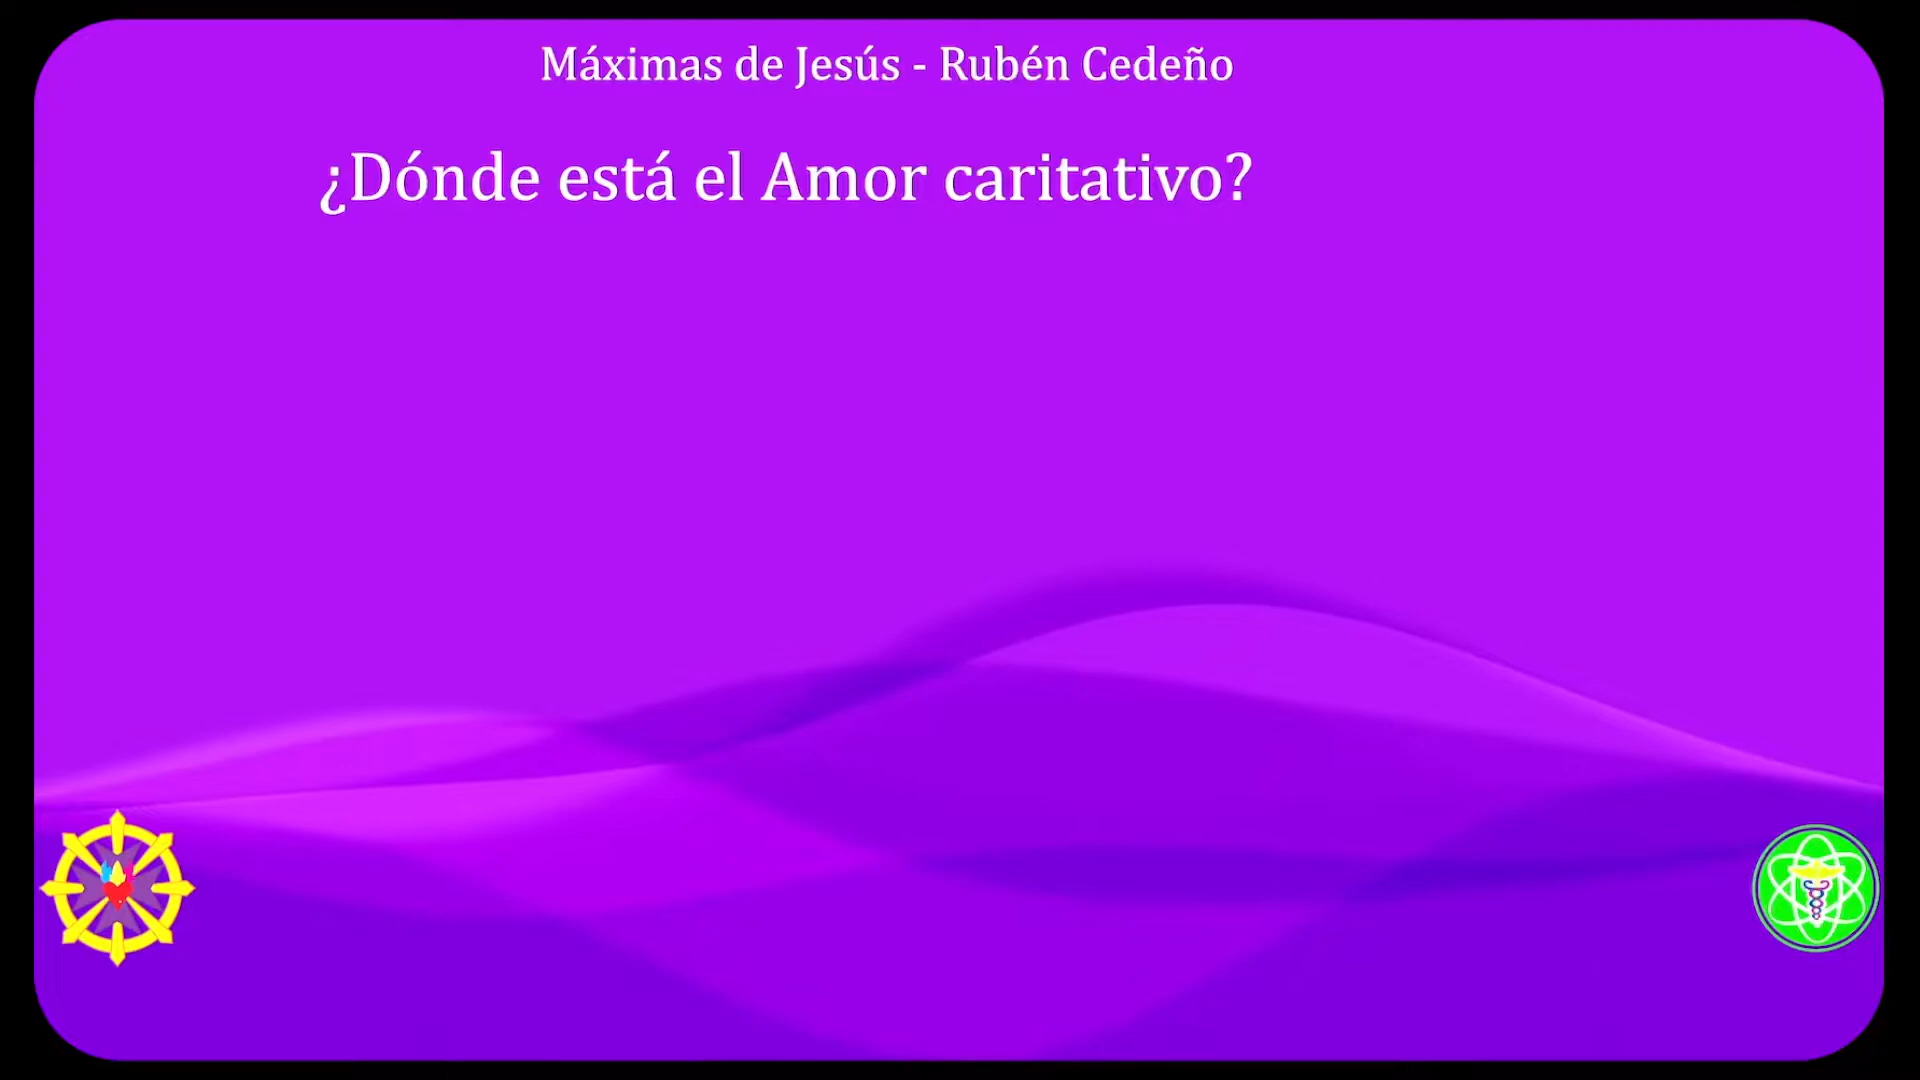 Máximas de Jesús - Rubén Cedeño
¿Dónde está el Amor caritativo?